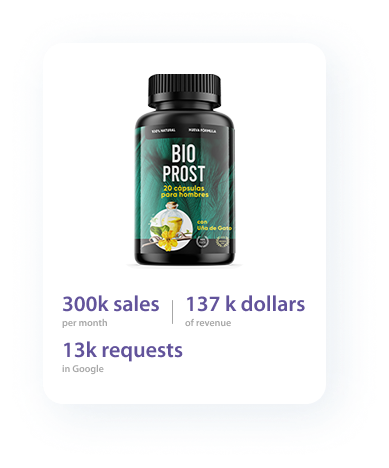 100% NATURAL
NUEVA FÓRMULA
BIO
PROST
20 cápsulas
para hombres
con
Uña de Gato
300k sales
per month
137 k dollars
of revenue
13k requests
in Google